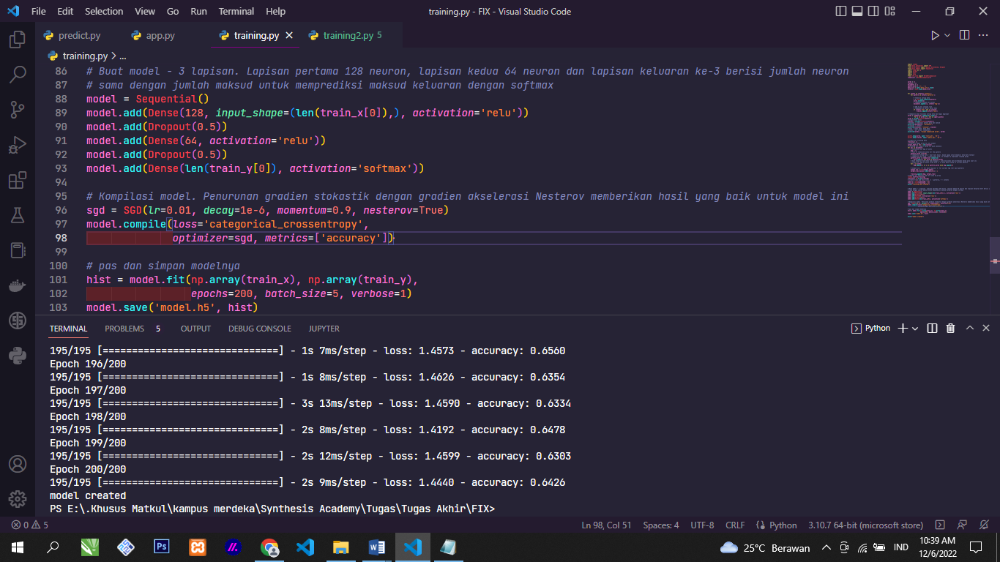 File Edit Selection View Go Run Terminal Help training.py - FIX - Visual Studio Code
predict.py app.py training.py training2.py 5
training.py > ...
86 # Buat model - 3 lapisan. Lapisan pertama 128 neuron, lapisan kedua 64 neuron dan lapisan keluaran ke-3 berisi jumlah neuron
87 # sama dengan jumlah maksud untuk memprediksi maksud keluaran dengan softmax
88 model = Sequential()
89 model.add(Dense(128, input_shape=(len(train_x[0]),), activation='relu'))
90 model.add(Dropout(0.5))
91 model.add(Dense(64, activation='relu'))
92 model.add(Dropout(0.5))
93 model.add(Dense(len(train_y[0]), activation='softmax'))
94
95 # Kompilasi model. Penurunan gradien stokastik dengan gradien akselerasi Nesterov memberikan hasil yang baik untuk model ini
96 sgd = SGD(lr=0.01, decay=1e-6, momentum=0.9, nesterov=True)
97 model.compile(loss='categorical_crossentropy',
98 optimizer=sgd, metrics=['accuracy'])
99
100 # pas dan simpan modelnya
101 hist = model.fit(np.array(train_x), np.array(train_y),
102 epochs=200, batch_size=5, verbose=1)
103 model.save('model.h5', hist)
TERMINAL PROBLEMS 5 OUTPUT DEBUG CONSOLE JUPYTER Python
195/195 [==============================] - 1s 7ms/step - loss: 1.4573 - accuracy: 0.6560
Epoch 196/200
195/195 [==============================] - 1s 8ms/step - loss: 1.4626 - accuracy: 0.6354
Epoch 197/200
195/195 [==============================] - 3s 13ms/step - loss: 1.4590 - accuracy: 0.6334
Epoch 198/200
195/195 [==============================] - 2s 8ms/step - loss: 1.4192 - accuracy: 0.6478
Epoch 199/200
195/195 [==============================] - 2s 12ms/step - loss: 1.4599 - accuracy: 0.6303
Epoch 200/200
195/195 [==============================] - 2s 9ms/step - loss: 1.4440 - accuracy: 0.6426
model created
PS E:\.Khusus Matkul\kampus merdeka\Synthesis Academy\Tugas\Tugas Akhir\FIX>
0 5 Ln 98, Col 51 Spaces: 4 UTF-8 CRLF Python 3.10.7 64-bit (microsoft store)
Ps 25°C Berawan IND 10:39 AM
12/6/2022